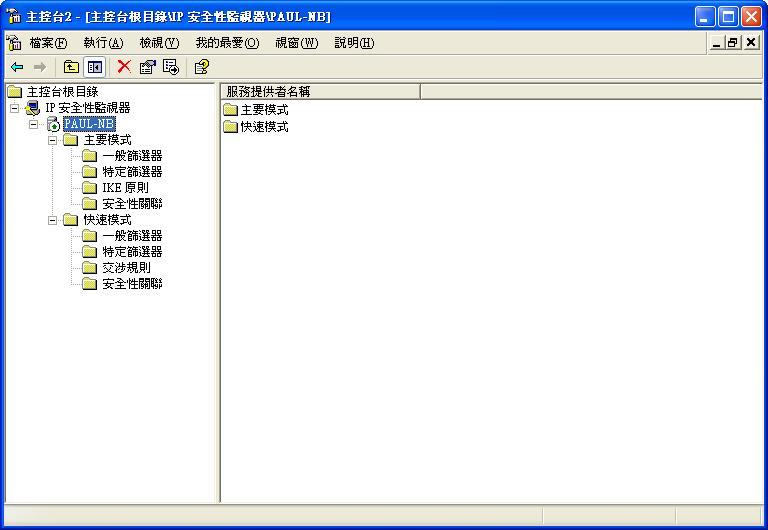 主控台2 - [主控台根目錄\IP 安全性監視器\PAUL-NB]
檔案(F) 執行(A) 檢視(V) 我的最愛(O) 視窗(W) 說明(H)
主控台根目錄
IP 安全性監視器
PAUL-NB
主要模式
一般篩選器
特定篩選器
IKE 原則
安全性關聯
快速模式
一般篩選器
特定篩選器
交涉規則
安全性關聯
服務提供者名稱
主要模式
快速模式